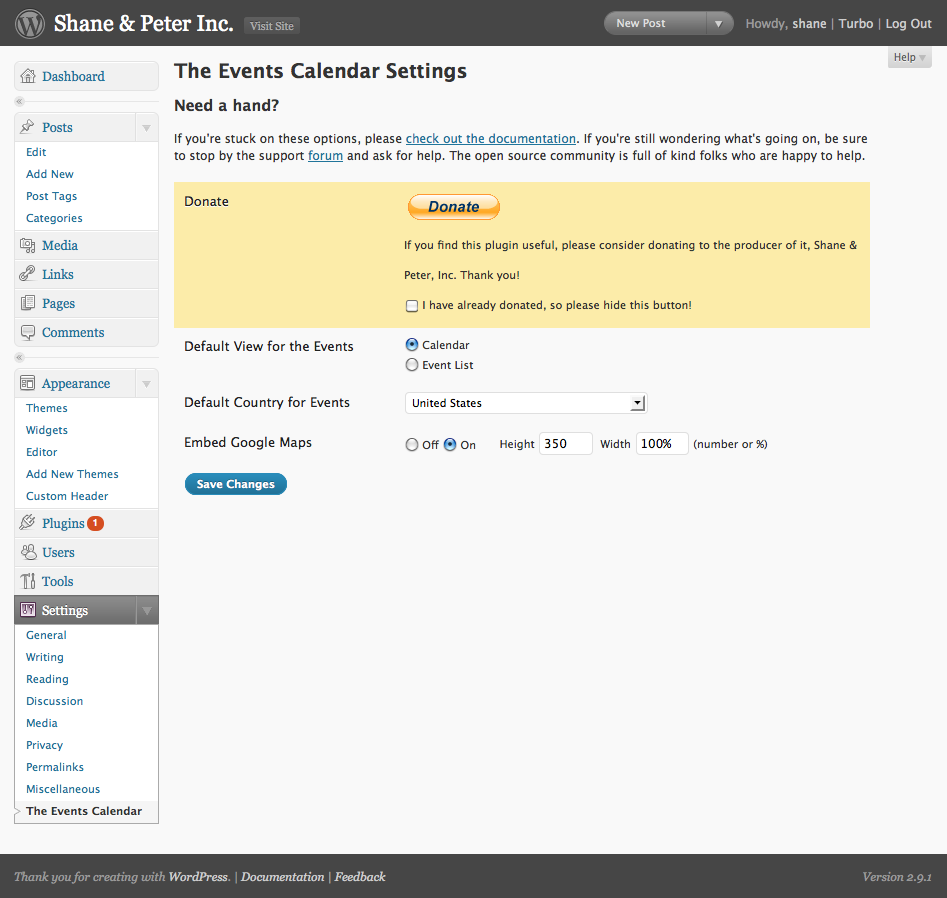 Shane & Peter Inc. Visit Site New Post Howdy, shane | Turbo | Log Out
Help
Dashboard
Posts
Edit
Add New
Post Tags
Categories
Media
Links
Pages
Comments
Appearance
Themes
Widgets
Editor
Add New Themes
Custom Header
Plugins 1
Users
Tools
Settings
General
Writing
Reading
Discussion
Media
Privacy
Permalinks
Miscellaneous
The Events Calendar
The Events Calendar Settings
Need a hand?
If you're stuck on these options, please check out the documentation. If you're still wondering what's going on, be sure
to stop by the support forum and ask for help. The open source community is full of kind folks who are happy to help.
Donate Donate
If you find this plugin useful, please consider donating to the producer of it, Shane &
Peter, Inc. Thank you!
I have already donated, so please hide this button!
Default View for the Events Calendar
Event List
Default Country for Events United States
Embed Google Maps Off On Height 350 Width 100% (number or %)
Save Changes
Thank you for creating with WordPress. | Documentation | Feedback Version 2.9.1